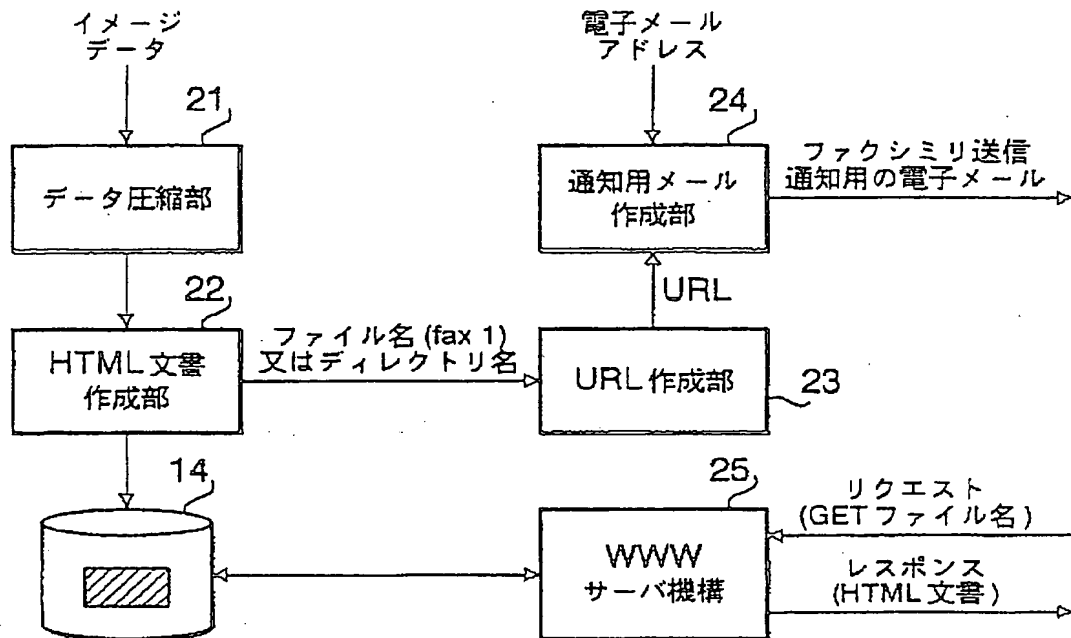 イメージ
データ
電子メール
アドレス
21
24
データ圧縮部
通知用メール
作成部
ファクシミリ送信
通知用の電子メール
22
URL
HTML文書
作成部
ファイル名(fax 1)
又はディレクトリ名
URL作成部
23
14
25
WWW
サーバ機構
リクエスト
(GETファイル名)
レスポンス
(HTML文書)